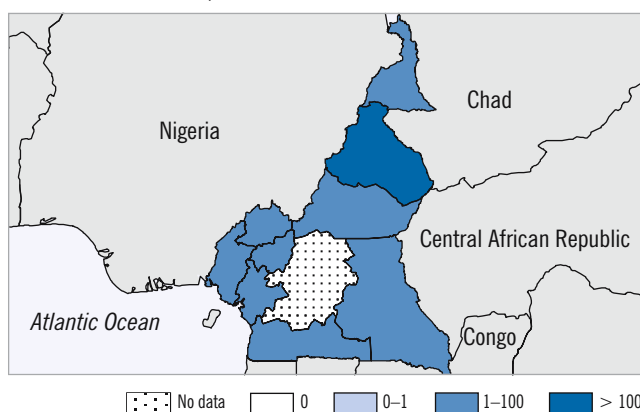 Chad
Nigeria
Central African Republic
Atlantic Ocean
Congo
No data 0 0–1 1–100 > 100